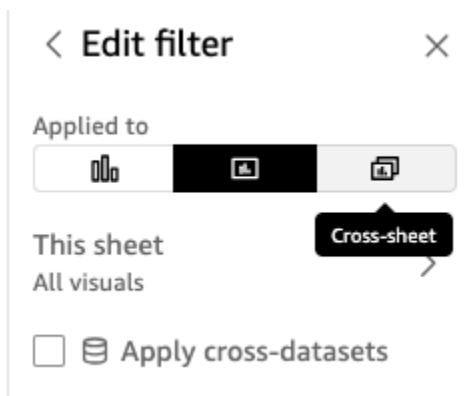 Edit filter
Applied to
Cross-sheet
This sheet
All visuals
Apply cross-datasets